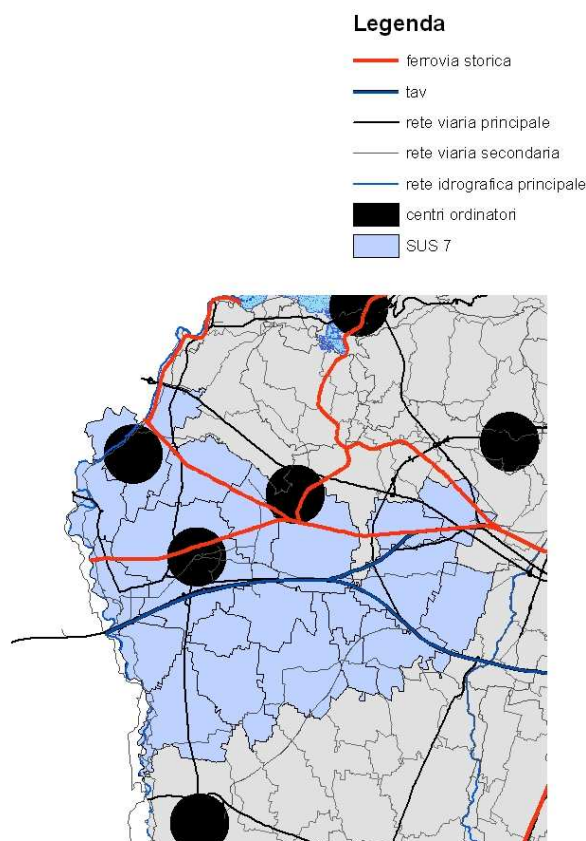 Legenda
ferrovia storica
tav
rete viaria principale
rete viaria secondaria
rete idrografica principale
centri ordinatori
SUS 7